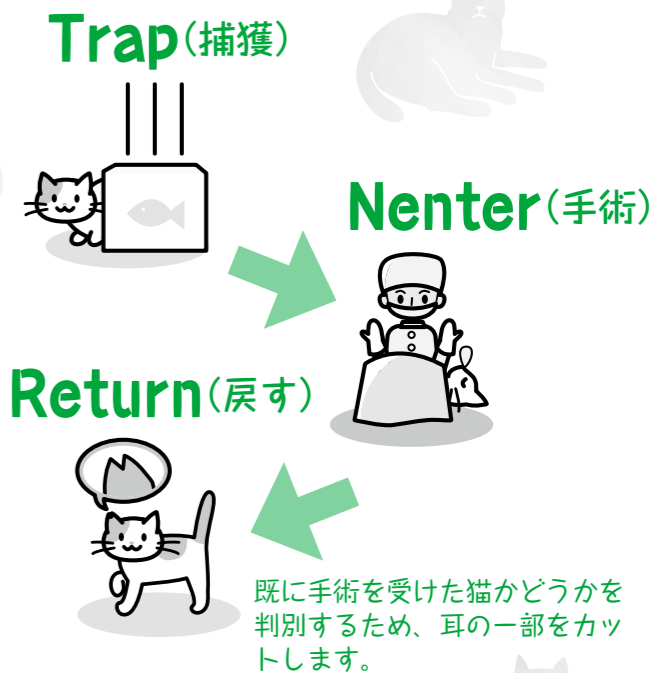 Trap(捕獲)
Nenter(手術)
Return(戻す)
既に手術を受けた猫かどうかを
判別するため、耳の一部をカッ
トします。